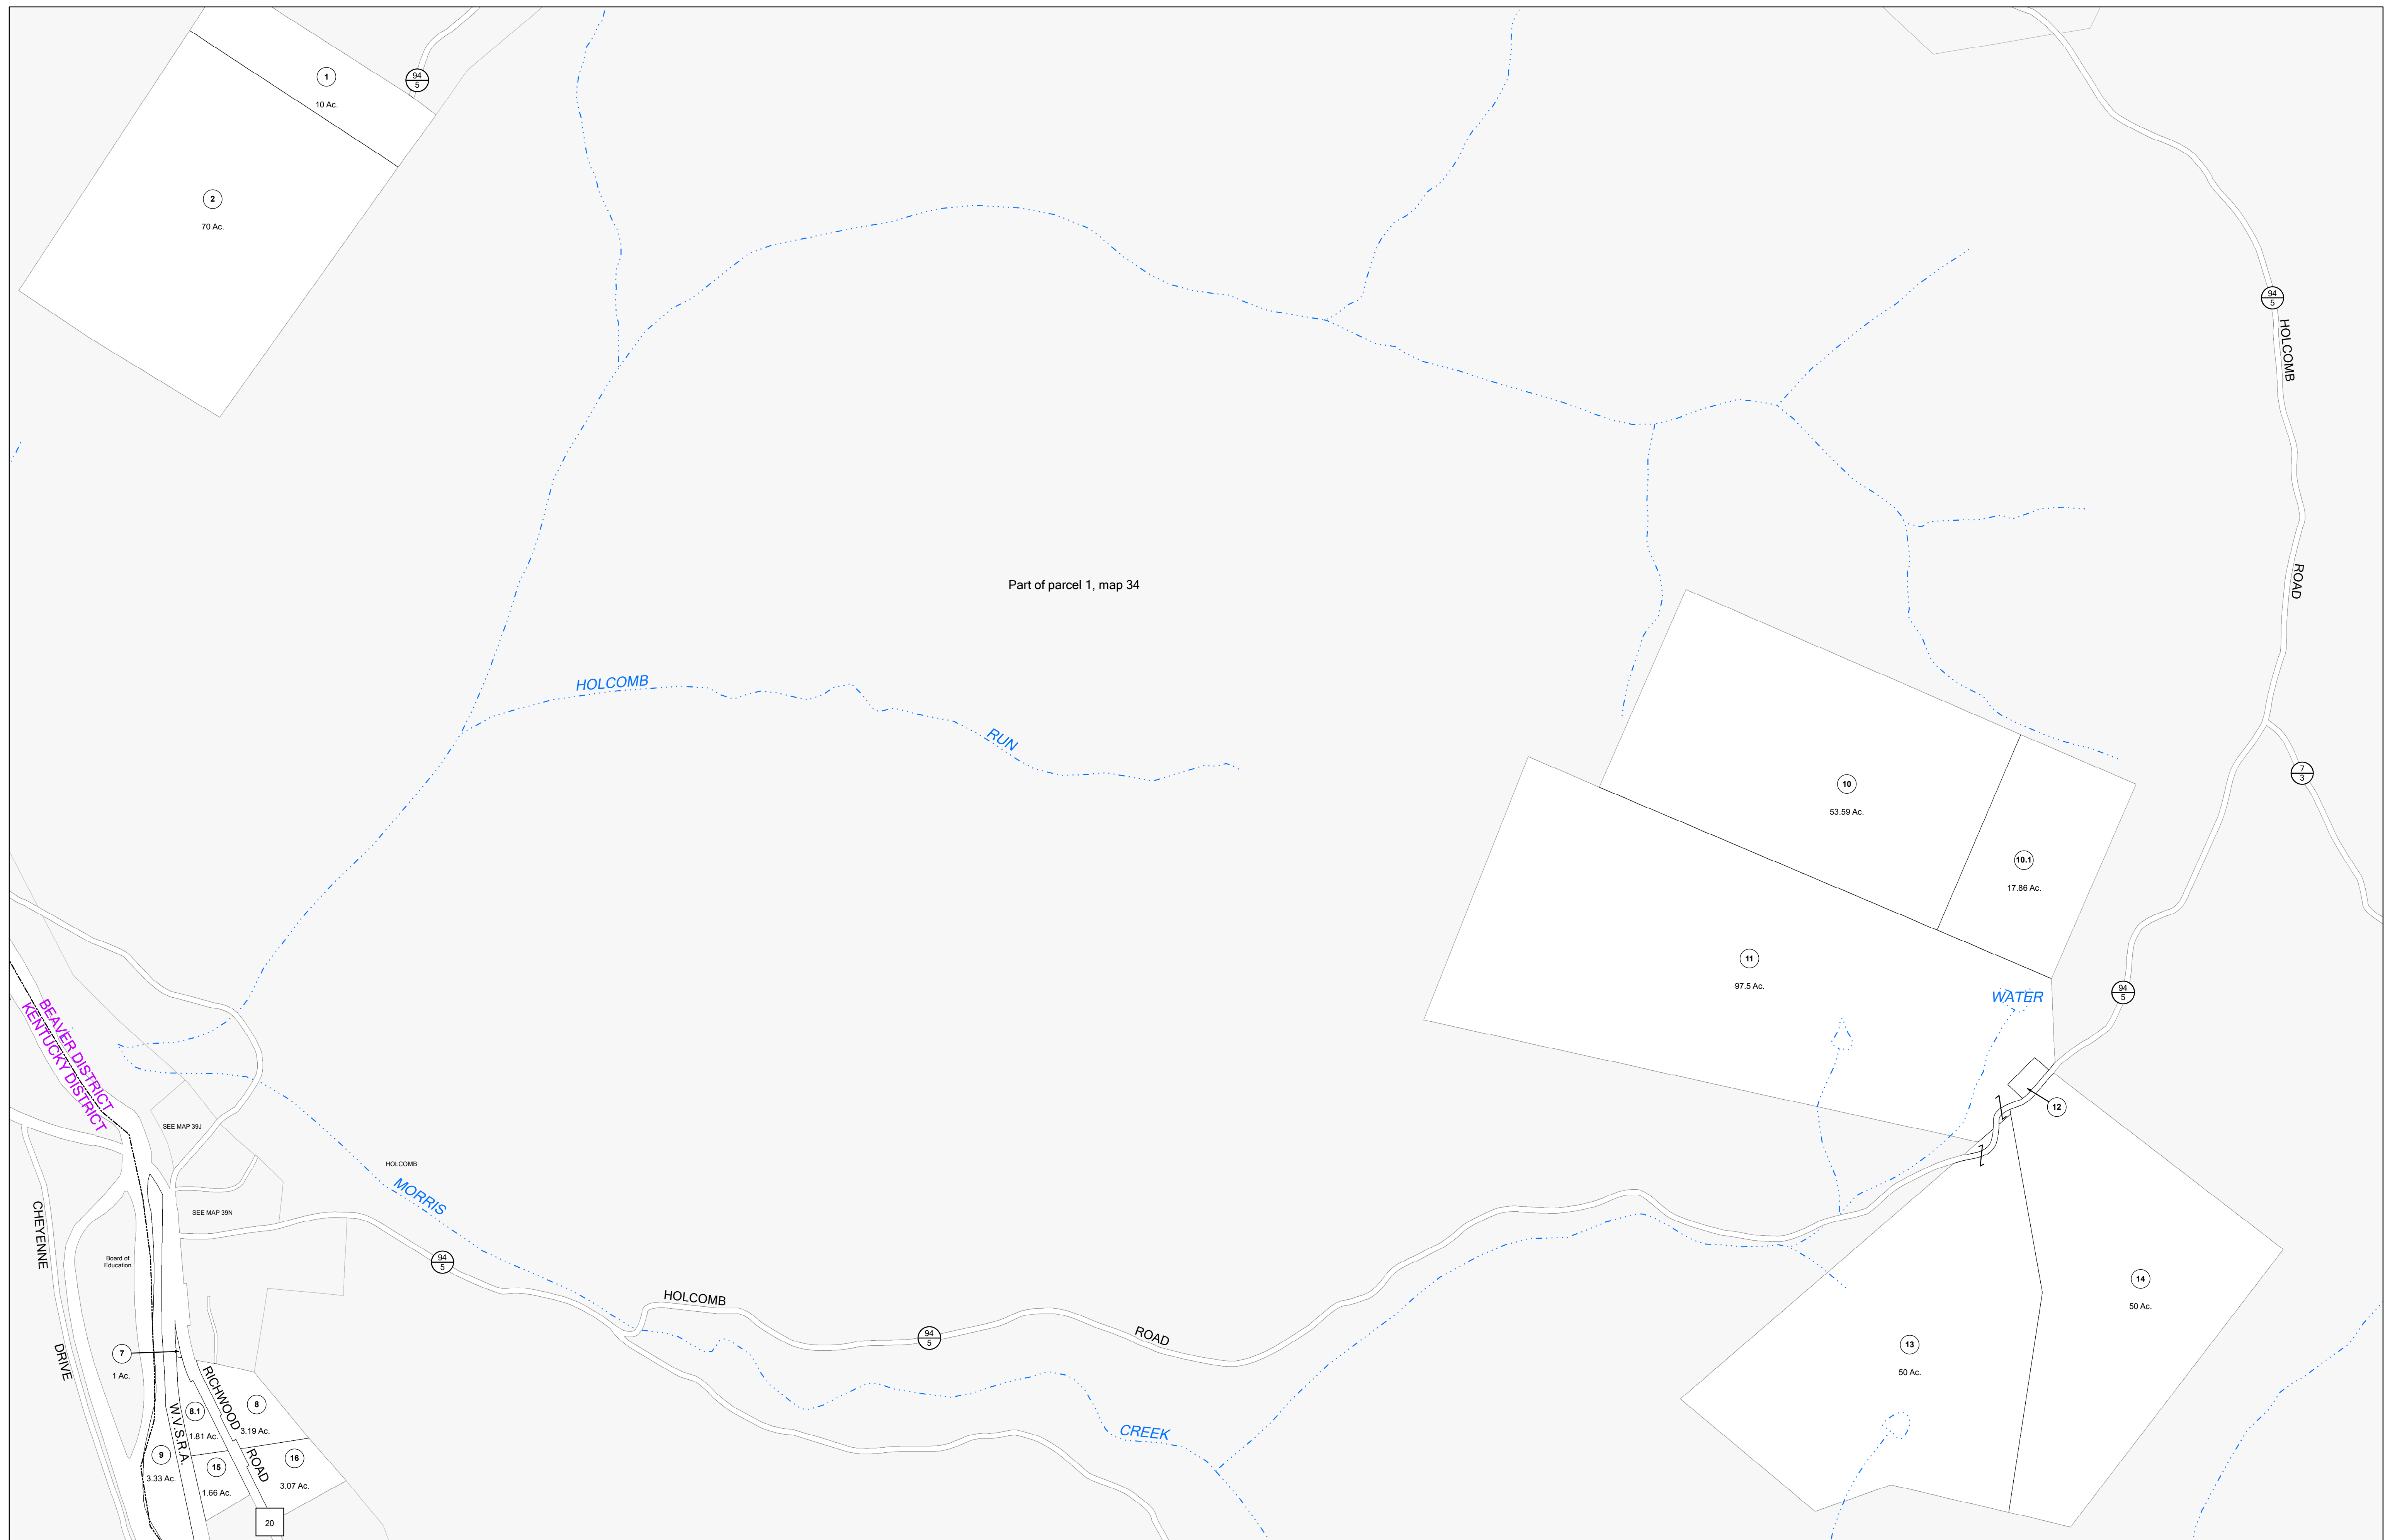 1
10 Ac.
94
5
2
70 Ac.
94
5
HOLCOMB
ROAD
Part of parcel 1, map 34
HOLCOMB
RUN
7
3
10
53.59 Ac.
10.1
17.86 Ac.
11
97.5 Ac.
WATER
94
5
12
BEAVER DISTRICT
KENTUCKY DISTRICT
SEE MAP 39J
HOLCOMB
MORRIS
SEE MAP 39N
CHEYENNE
DRIVE
Board of
Education
94
5
HOLCOMB
94
5
ROAD
14
50 Ac.
13
50 Ac.
7
1 Ac.
RICHWOOD
ROAD
W.V.S.R.A.
8
3.19 Ac.
8.1
1.81 Ac.
9
3.33 Ac.
15
1.66 Ac.
16
3.07 Ac.
20
CREEK